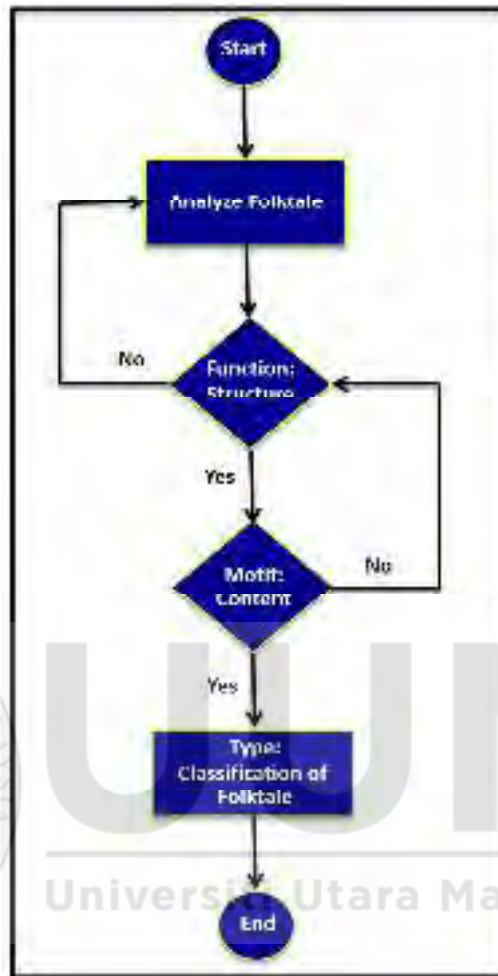 Start
Analyze Folktale
No
Function:
Structure
Yes
Motif:
Content
No
Yes
Type:
Classification of
Folktale
UU
Universiti Utara Ma
End